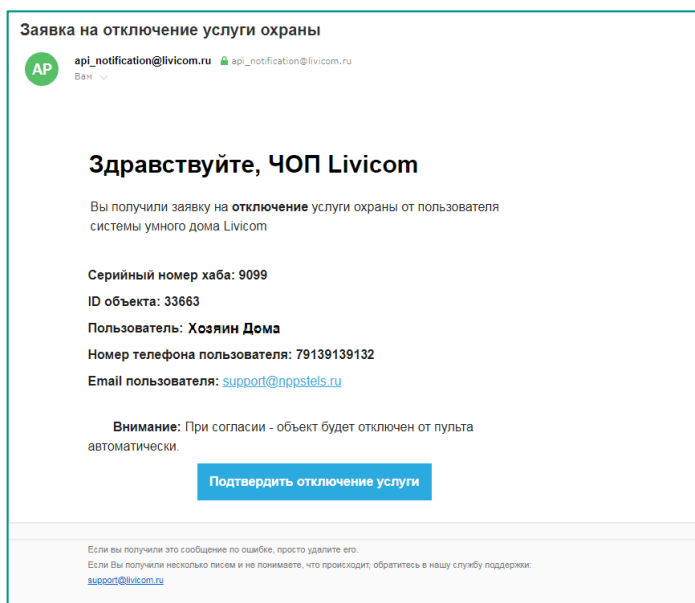 Заявка на отключение услуги охраны
AP
api_notification@livicom.ru api_notification@livicom.ru
Вам
Здравствуйте, ЧОП Livicom
Вы получили заявку на отключение услуги охраны от пользователя
системы умного дома Livicom
Серийный номер хаба: 9099
ID объекта: 33663
Пользователь: Хозяин Дома
Номер телефона пользователя: 79139139132
Email пользователя: support@nppstels.ru
Внимание: При согласии - объект будет отключен от пульта
автоматически.
Подтвердить отключение услуги
Если вы получили это сообщение по ошибке, просто удалите его.
Если Вы получили несколько писем и не понимаете, что происходит, обратитесь в нашу службу поддержки:
support@livicom.ru